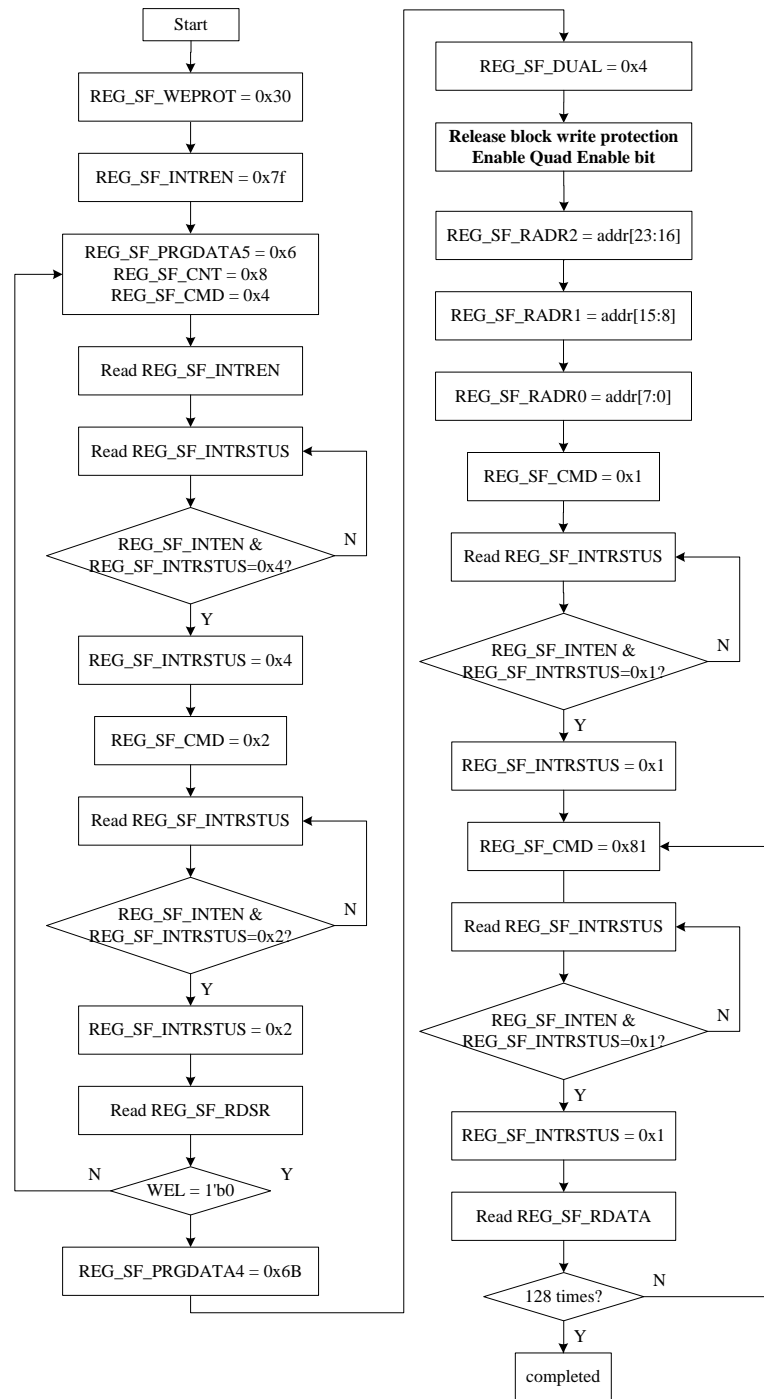 Start
REG_SF_WEPROT = 0x30
REG_SF_INTREN = 0x7f
REG_SF_PRGDATA5 = 0x6
REG_SF_CNT = 0x8
REG_SF_CMD = 0x4
Read REG_SF_INTREN
Read REG_SF_INTRSTUS
REG_SF_INTEN &
REG_SF_INTRSTUS=0x4?
N
Y
REG_SF_INTRSTUS = 0x4
REG_SF_CMD = 0x2
Read REG_SF_INTRSTUS
REG_SF_INTEN &
REG_SF_INTRSTUS=0x2?
N
Y
REG_SF_INTRSTUS = 0x2
Read REG_SF_RDSR
N
WEL = 1'b0
Y
REG_SF_PRGDATA4 = 0x6B
REG_SF_DUAL = 0x4
Release block write protection
Enable Quad Enable bit
REG_SF_RADR2 = addr[23:16]
REG_SF_RADR1 = addr[15:8]
REG_SF_RADR0 = addr[7:0]
REG_SF_CMD = 0x1
Read REG_SF_INTRSTUS
REG_SF_INTEN &
REG_SF_INTRSTUS=0x1?
N
Y
REG_SF_INTRSTUS = 0x1
REG_SF_CMD = 0x81
Read REG_SF_INTRSTUS
REG_SF_INTEN &
REG_SF_INTRSTUS=0x1?
N
Y
REG_SF_INTRSTUS = 0x1
Read REG_SF_RDATA
128 times?
N
Y
completed